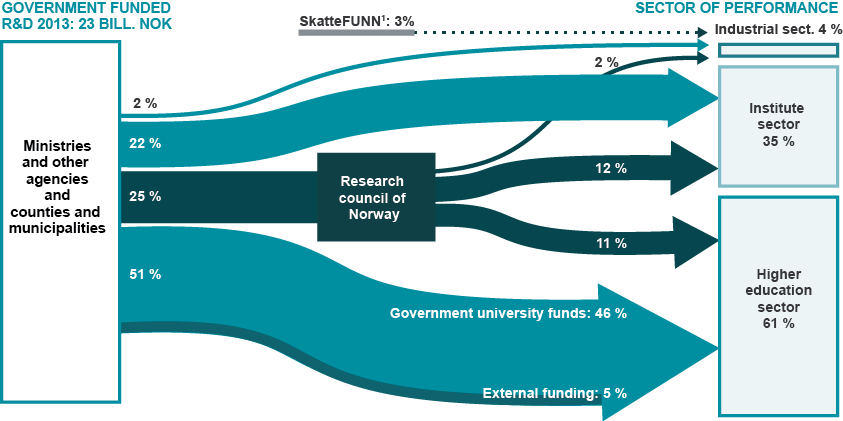 GOVERNMENT FUNDED
R&D 2013: 23 BILL. NOK
SkatteFUNN¹: 3%
SECTOR OF PERFORMANCE
Industrial sect. 4 %
Ministries
and other
agencies
and
counties and
municipalities
2 %
22 %
25 %
51 %
Research
council of
Norway
2 %
12 %
11 %
Government university funds: 46 %
External funding: 5 %
Institute
sector
35 %
Higher
education
sector
61 %